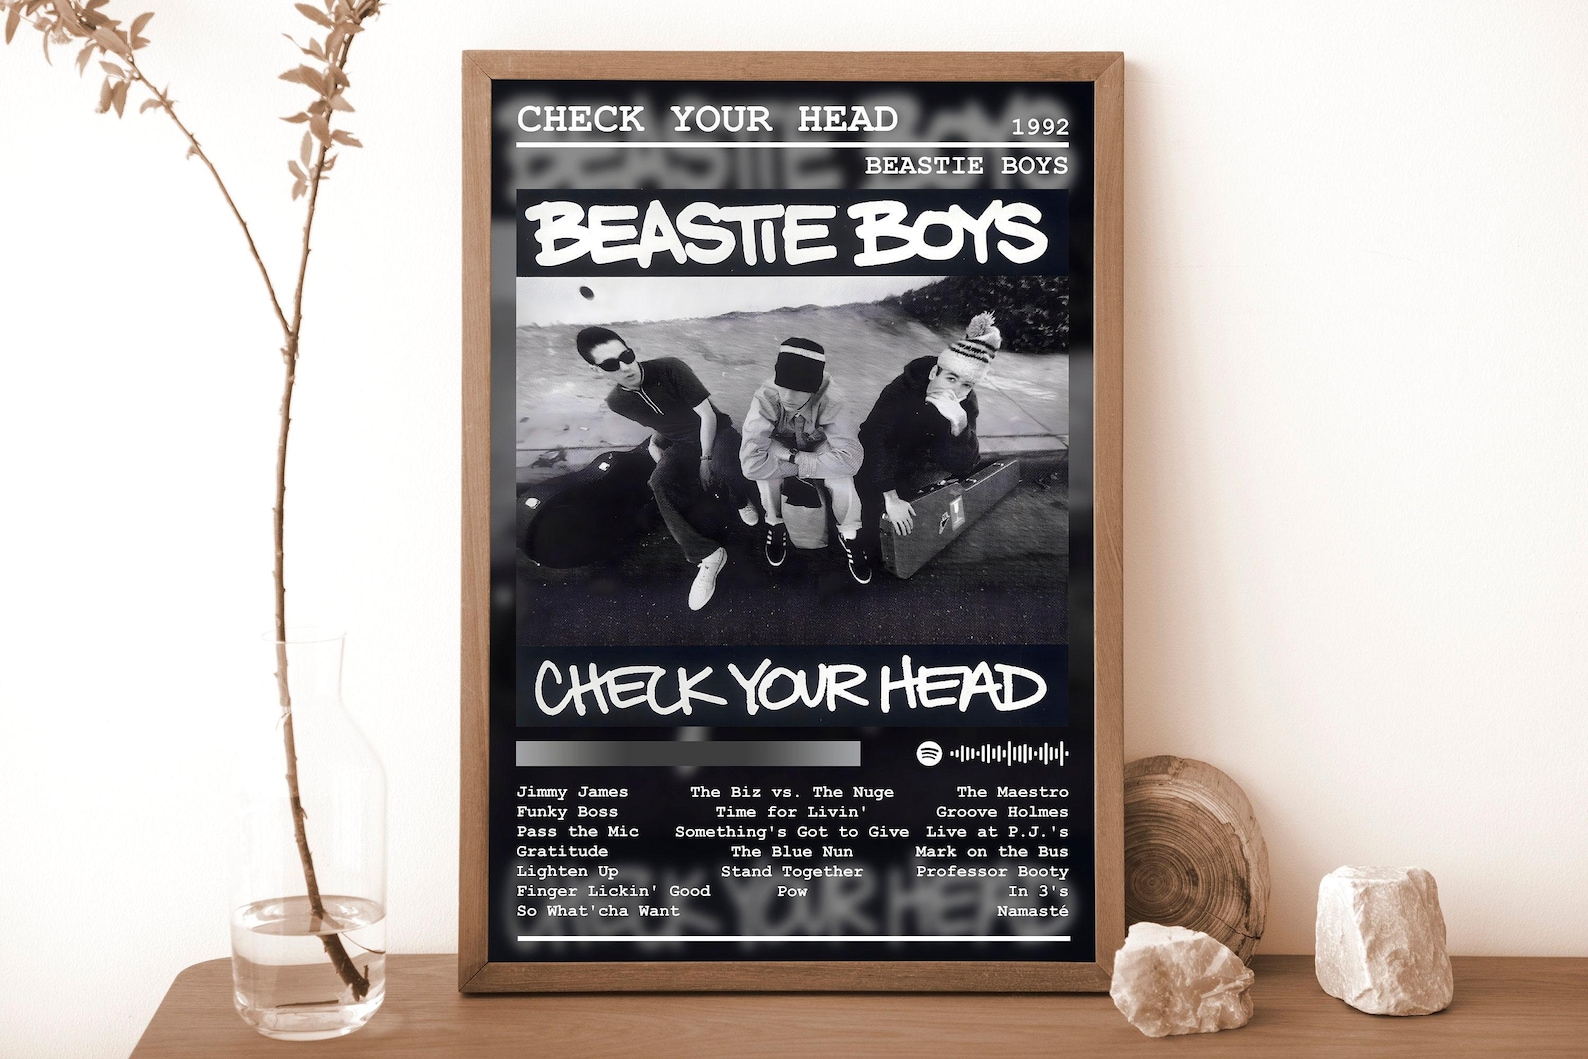 CHECK YOUR HEAD 1992
BEASTIE BOYS
BEASTIE BOYS
CHECK YOUR HEAD
Jimmy James The Biz vs. The Nuge The Maestro
Funky Boss Time for Livin' Groove Holmes
Pass the Mic Something's Got to Give Live at P.J.'s
Gratitude The Blue Nun Mark on the Bus
Lighten Up Stand Together Professor Booty
Finger Lickin' Good Pow In 3's
So What'cha Want Namasté